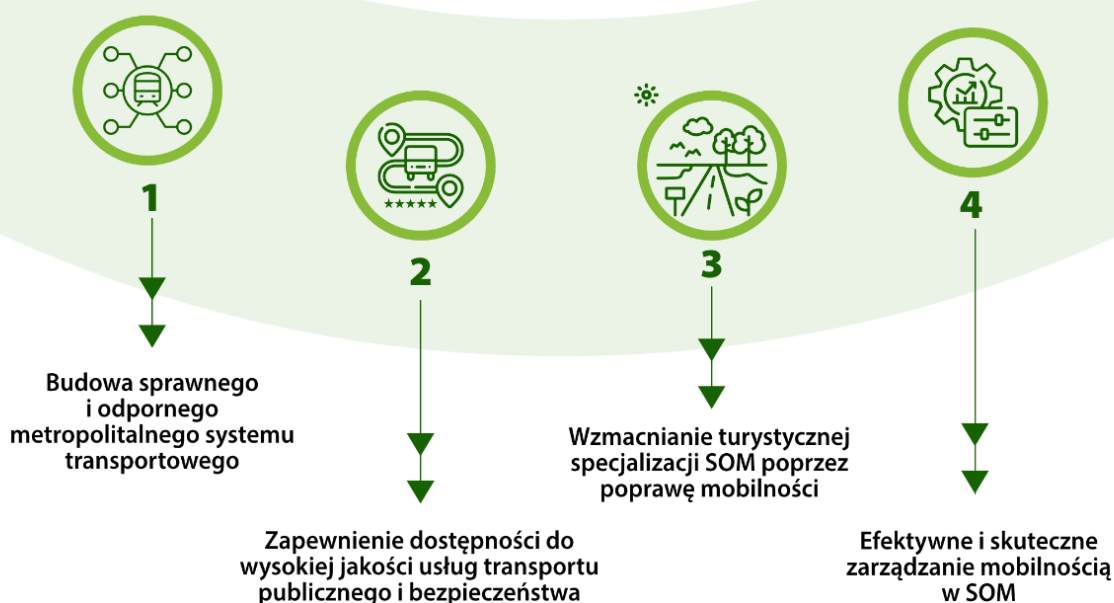 1
Budowa sprawnego
i odpornego
metropolitalnego systemu
transportowego
2
Zapewnienie dostępności do
wysokiej jakości usług transportu
publicznego i bezpieczeństwa
3
Wzmacnianie turystycznej
specjalizacji SOM poprzez
poprawę mobilności
4
Efektywne i skuteczne
zarządzanie mobilnością
w SOM